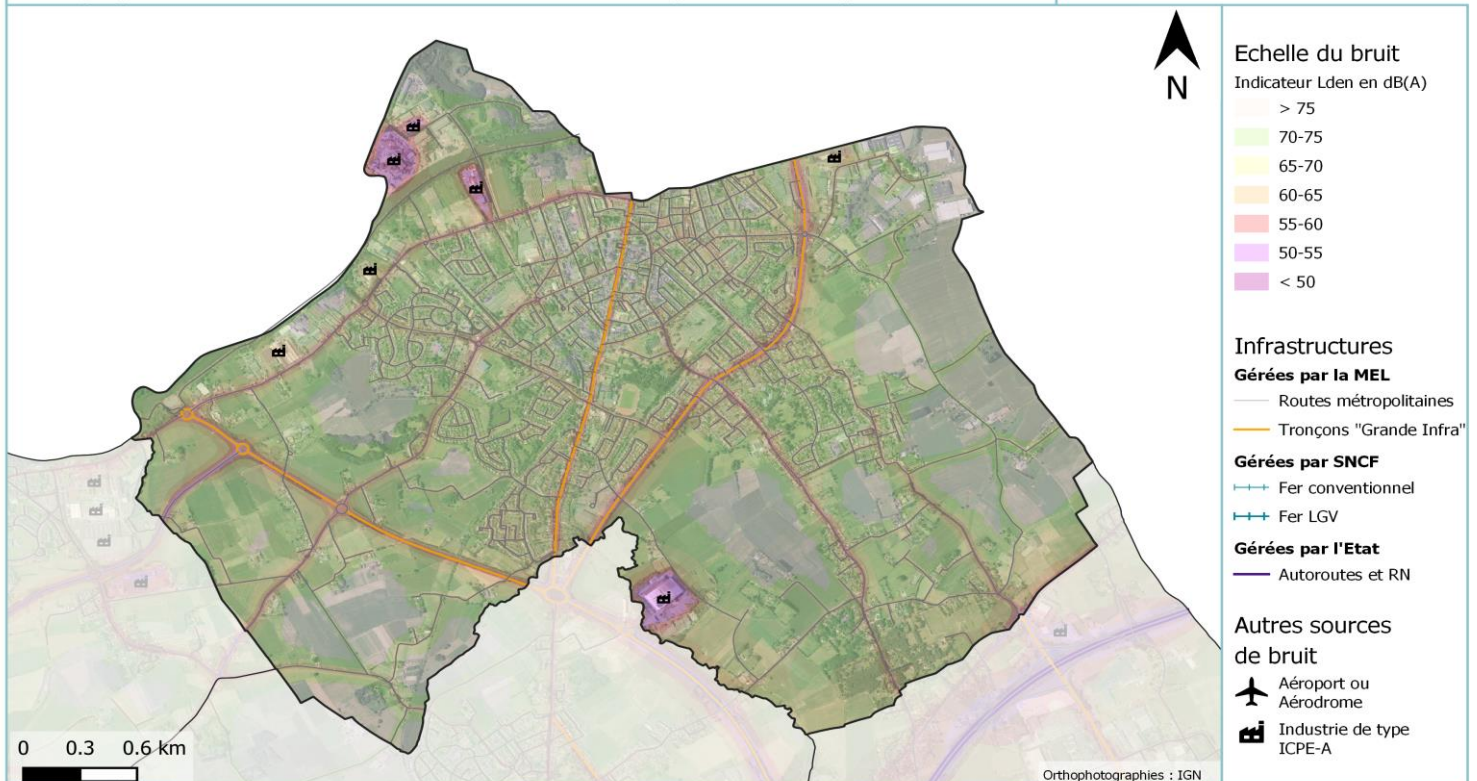 N
0 0.3 0.6 km
Orthophotographies : IGN
Echelle du bruit
Indicateur Lden en dB(A)
> 75
70-75
65-70
60-65
55-60
50-55
< 50
Infrastructures
Gérées par la MEL
Routes métropolitaines
Tronçons "Grande Infra"
Gérées par SNCF
Fer conventionnel
Fer LGV
Gérées par l'Etat
Autoroutes et RN
Autres sources
de bruit
Aéroport ou
Aérodrome
Industrie de type
ICPE-A